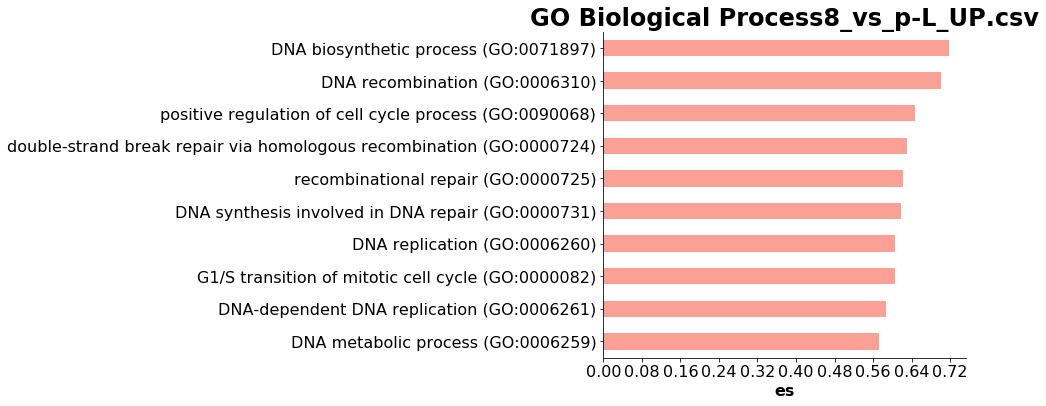 GO Biological Process8_vs_p-L_UP.csv
DNA biosynthetic process (GO:0071897)
DNA recombination (GO:0006310)
positive regulation of cell cycle process (GO:0090068)
double-strand break repair via homologous recombination (GO:0000724)
recombinational repair (GO:0000725)
DNA synthesis involved in DNA repair (GO:0000731)
DNA replication (GO:0006260)
G1/S transition of mitotic cell cycle (GO:0000082)
DNA-dependent DNA replication (GO:0006261)
DNA metabolic process (GO:0006259)
0.00 0.08 0.16 0.24 0.32 0.40 0.48 0.56 0.64 0.72
es